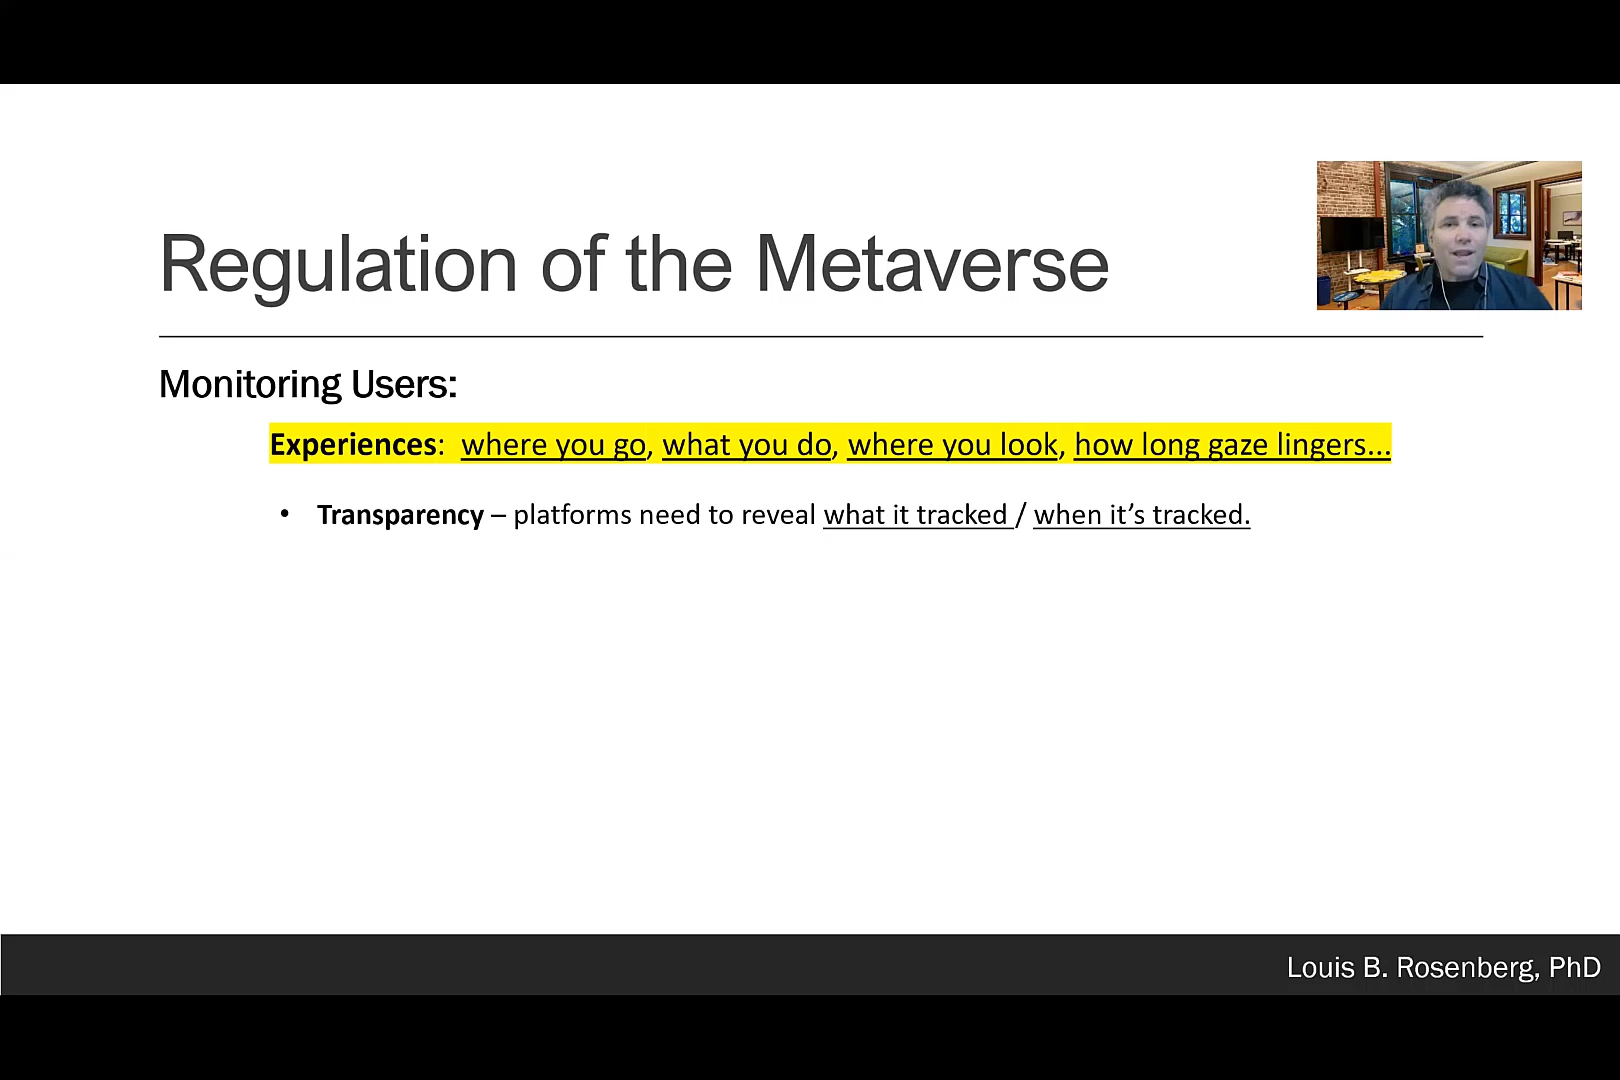 Regulation of the Metaverse
Monitoring Users:
Experiences:  where you go, what you do, where you look, how long gaze lingers...
• Transparency – platforms need to reveal what it tracked / when it’s tracked.
Louis B. Rosenberg, PhD